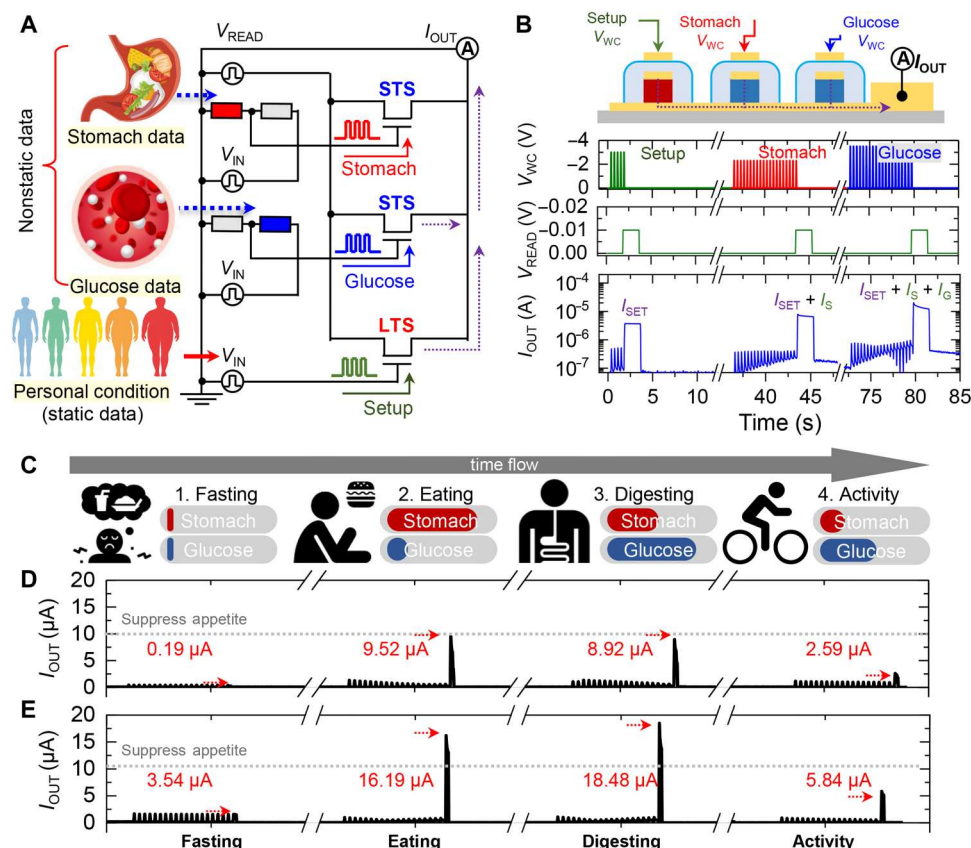 A
V_READ
I_OUT
A
Nonstatic data
Stomach data
STS
Stomach
V_IN
STS
Glucose
Glucose data
V_IN
LTS
V_IN
Personal condition
(static data)
Setup
B
Setup
V_WC
Stomach
V_WC
Glucose
V_WC
A I_OUT
V_WC (V)
−4
−2
0
Setup
Stomach
Glucose
V_READ (V)
−0.02
−0.01
0.00
I_OUT (A)
10⁻⁴
10⁻⁵
10⁻⁶
10⁻⁷
I_SET
I_SET + I_S
I_SET + I_S + I_G
0 5 10 40 45 75 80 85
Time (s)
C
time flow
1. Fasting
Stomach
Glucose
2. Eating
Stomach
Glucose
3. Digesting
Stomach
Glucose
4. Activity
Stomach
Glucose
D
I_OUT (µA)
20
15
10
5
0
Suppress appetite
0.19 µA
9.52 µA
8.92 µA
2.59 µA
E
I_OUT (µA)
20
15
10
5
0
Suppress appetite
3.54 µA
16.19 µA
18.48 µA
5.84 µA
Fasting
Eating
Digesting
Activity